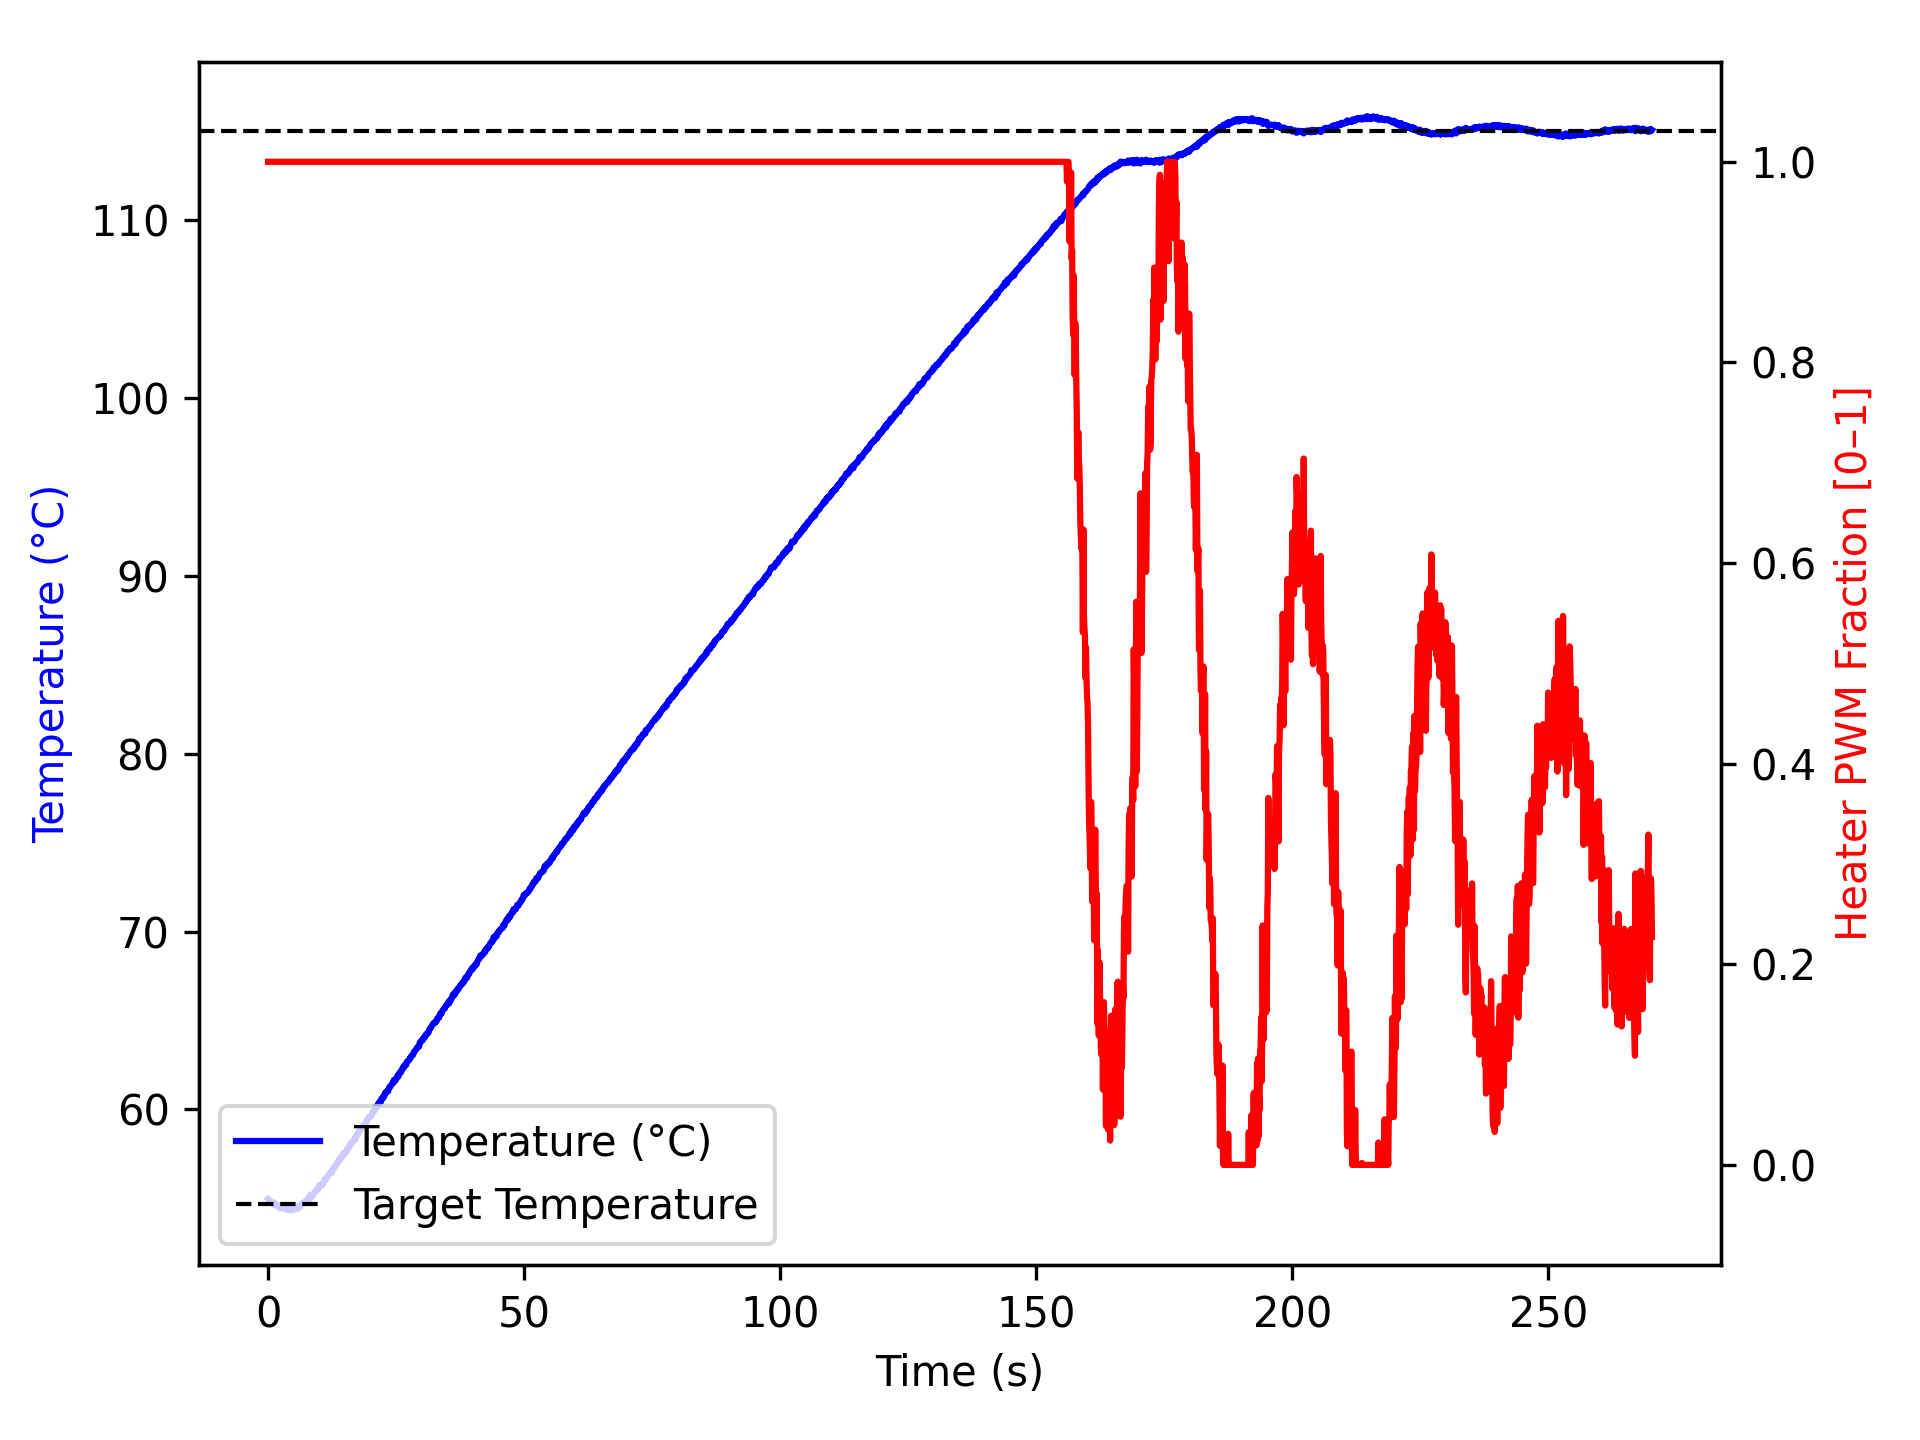 110
100
90
80
70
60
Temperature (°C)
1.0
0.8
0.6
0.4
0.2
0.0
Heater PWM Fraction [0–1]
Temperature (°C)
Target Temperature
0 50 100 150 200 250
Time (s)